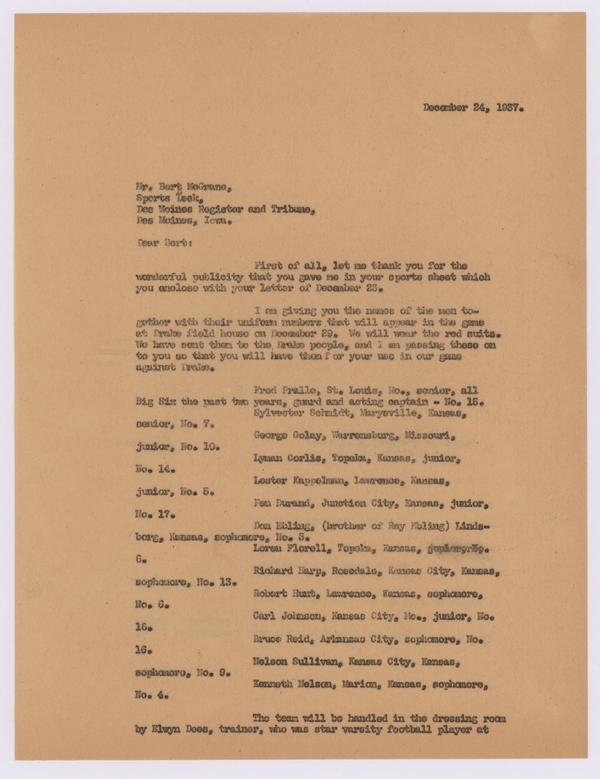 December 24, 1937.
Mr. Bert McGrane,
Sports Desk,
Des Moines Register and Tribune,
Des Moines, Iowa.
Dear Bert:
First of all, let me thank you for the
wonderful publicity that you gave me in your sports sheet which
you enclose with your letter of December 23.
I am giving you the names of the men to-
gether with their uniform numbers that will appear in the game
at Drake field house on December 29. We will wear the red suits.
We have sent them to the Drake people, and I am passing these on
to you so that you will have them for your use in our game
against Drake.
Fred Pralle, St. Louis, Mo., senior, all
Big Six the past two years, guard and acting captain - No. 15.
Sylvester Schmidt, Marysville, Kansas,
senior, No. 7.
George Golay, Warrensburg, Missouri,
junior, No. 10.
Lyman Corlis, Topeka, Kansas, junior,
No. 14.
Lester Kappelman, Lawrence, Kansas,
junior, No. 5.
Fen Durand, Junction City, Kansas, junior,
No. 17.
Don Ebling, (brother of Ray Ebling) Linds-
borg, Kansas, sophomore, No. 3.
Loren Florell, Topeka, Kansas,
Richard Harp, Rosedale, Kansas City, Kansas,
sophomore, No. 13.
Robert Hunt, Lawrence, Kansas, sophomore,
No. 6.
Carl Johnson, Kansas City, Mo., junior, No.
Bruce Reid, Arkansas City, sophomore, No.
16.
Nelson Sullivan, Kansas City, Kansas,
sophomore, No. 9.
Kenneth Nelson, Marion, Kansas, sophomore,
No. 4.
The team will be handled in the dressing room
by Elwyn Dees, trainer, who was star varsity football player at